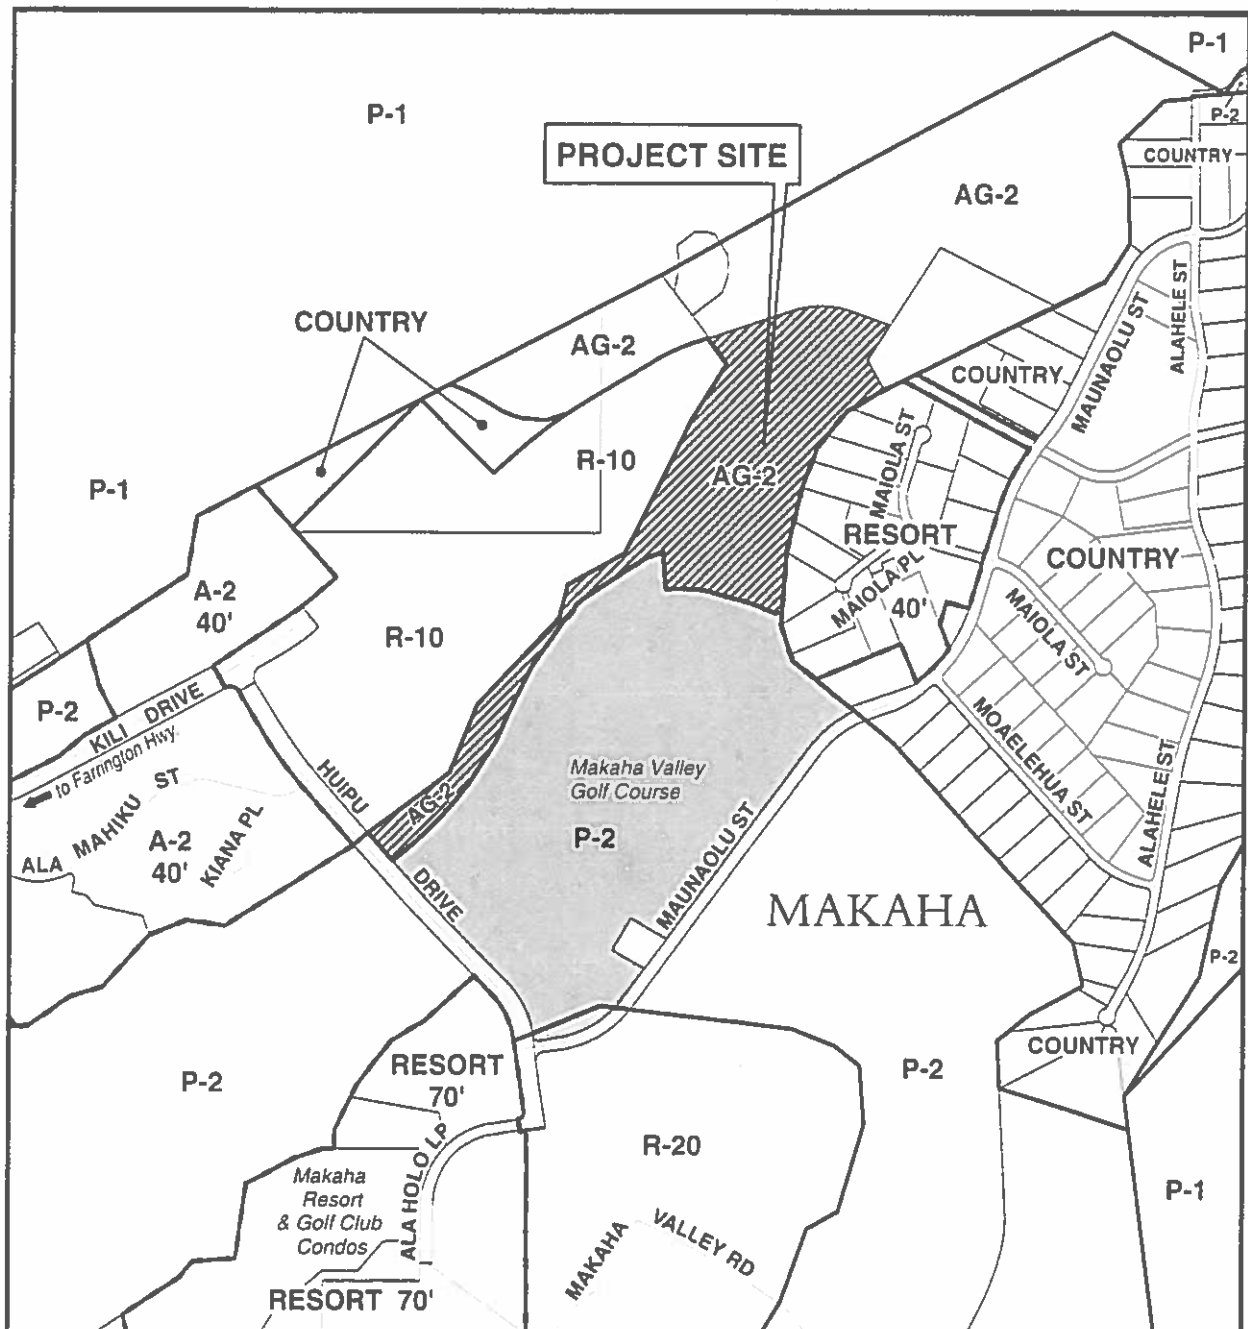 P-1
P-1
P-2
COUNTRY
PROJECT SITE
AG-2
ALAHELE ST
MAUNAOLU ST
COUNTRY
AG-2
COUNTRY
MAIOLA ST
R-10
AG-2
P-1
RESORT
40'
MAIOLA PL
COUNTRY
A-2
40'
R-10
MAIOLA ST
P-2
KILI DRIVE
to Farrington Hwy.
MOAELEHUA ST
HUIPU
DRIVE
Makaha Valley
Golf Course
P-2
AG-2
MAHIKU ST
ALA
KIANA PL
A-2
40'
MAUNAOLU ST
ALAHELE ST
MAKAHA
P-2
COUNTRY
P-2
RESORT
70'
P-2
R-20
ALA HOLO LP
Makaha
Resort
& Golf Club
Condos
P-1
MAKAHA
VALLEY RD
RESORT 70'